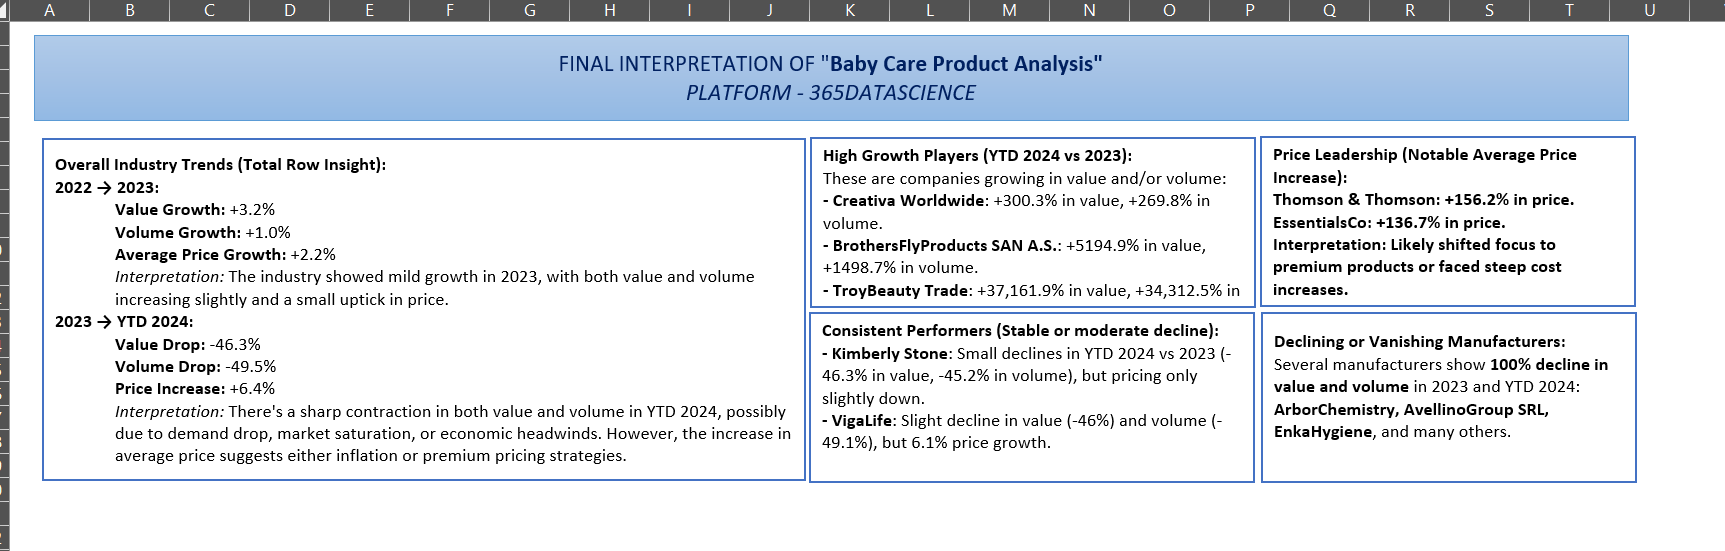 A B C D E F G H I J K L M N O P Q R S T U
FINAL INTERPRETATION OF "Baby Care Product Analysis"
PLATFORM - 365DATASCIENCE
Overall Industry Trends (Total Row Insight):
2022 → 2023:
Value Growth: +3.2%
Volume Growth: +1.0%
Average Price Growth: +2.2%
Interpretation: The industry showed mild growth in 2023, with both value and volume
increasing slightly and a small uptick in price.
2023 → YTD 2024:
Value Drop: -46.3%
Volume Drop: -49.5%
Price Increase: +6.4%
Interpretation: There's a sharp contraction in both value and volume in YTD 2024, possibly
due to demand drop, market saturation, or economic headwinds. However, the increase in
average price suggests either inflation or premium pricing strategies.
High Growth Players (YTD 2024 vs 2023):
These are companies growing in value and/or volume:
- Creativa Worldwide: +300.3% in value, +269.8% in
volume.
- BrothersFlyProducts SAN A.S.: +5194.9% in value,
+1498.7% in volume.
- TroyBeauty Trade: +37,161.9% in value, +34,312.5% in
Consistent Performers (Stable or moderate decline):
- Kimberly Stone: Small declines in YTD 2024 vs 2023 (-
46.3% in value, -45.2% in volume), but pricing only
slightly down.
- VigaLife: Slight decline in value (-46%) and volume (-
49.1%), but 6.1% price growth.
Price Leadership (Notable Average Price
Increase):
Thomson & Thomson: +156.2% in price.
EssentialsCo: +136.7% in price.
Interpretation: Likely shifted focus to
premium products or faced steep cost
increases.
Declining or Vanishing Manufacturers:
Several manufacturers show 100% decline in
value and volume in 2023 and YTD 2024:
ArborChemistry, AvellinoGroup SRL,
EnkaHygiene, and many others.